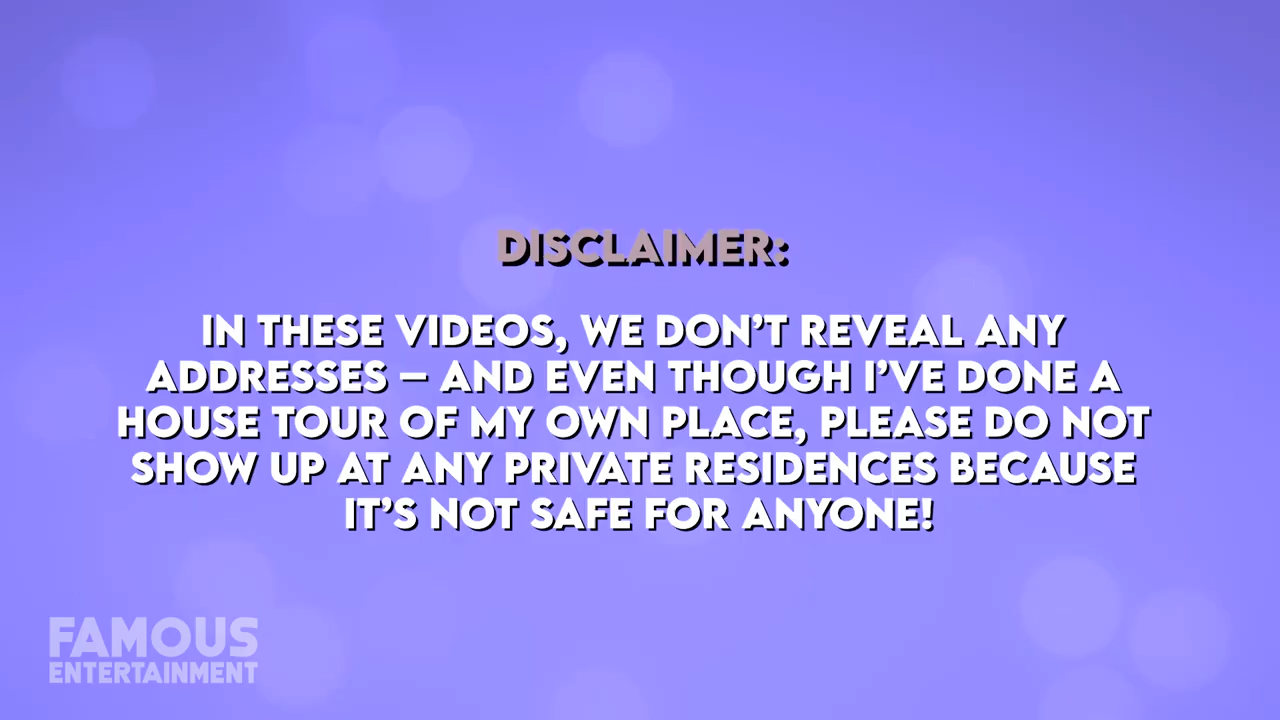 DISCLAIMER:
IN THESE VIDEOS, WE DON'T REVEAL ANY
ADDRESSES – AND EVEN THOUGH I'VE DONE A
HOUSE TOUR OF MY OWN PLACE, PLEASE DO NOT
SHOW UP AT ANY PRIVATE RESIDENCES BECAUSE
IT'S NOT SAFE FOR ANYONE!
FAMOUS
ENTERTAINMENT